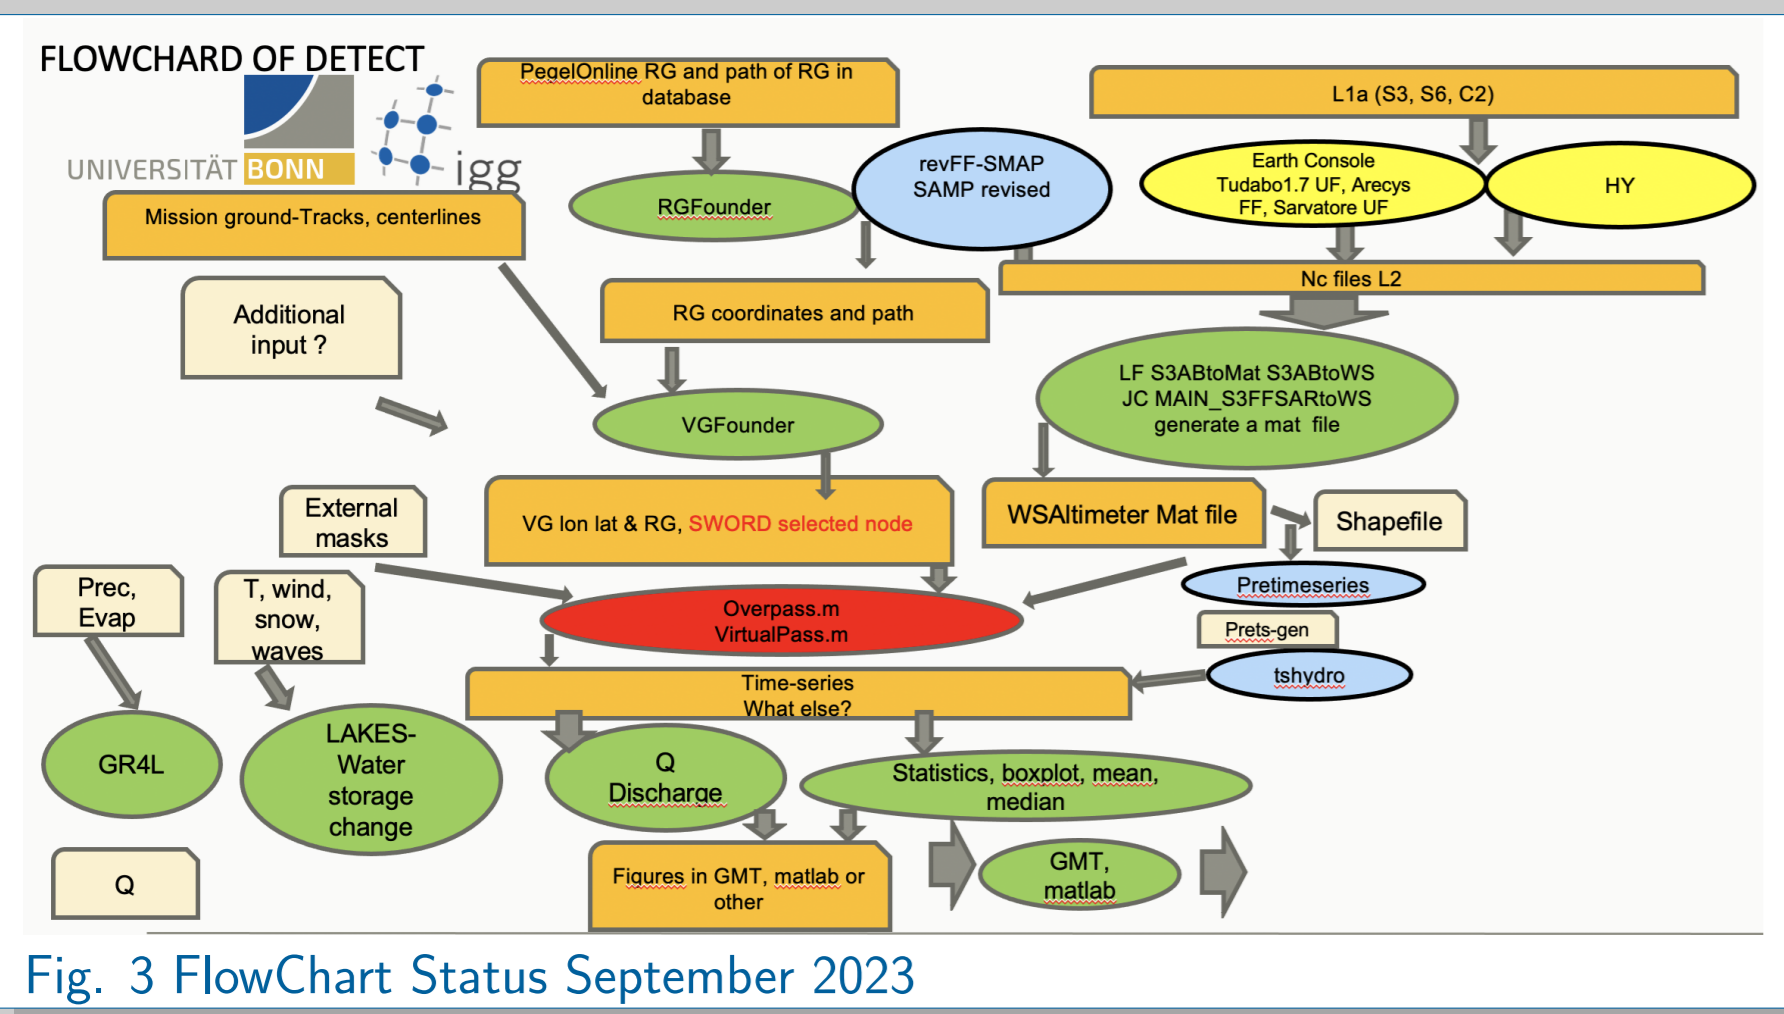 FLOWCHARD OF DETECT
UNIVERSITÄT BONN
igg
PegelOnline RG and path of RG in
database
L1a (S3, S6, C2)
revFF-SMAP
SAMP revised
Earth Console
Tudabo1.7 UF, Arecys
FF, Sarvatore UF
HY
RGFounder
Mission ground-Tracks, centerlines
Nc files L2
Additional
input ?
RG coordinates and path
LF S3ABtoMat S3ABtoWS
JC MAIN_S3FFSARtoWS
generate a mat file
VGFounder
External
masks
VG lon lat & RG, SWORD selected node
WSAltimeter Mat file
Shapefile
Prec,
Evap
T, wind,
snow,
waves
Overpass.m
VirtualPass.m
Pretimeseries
Prets-gen
tshydro
Time-series
What else?
GR4L
LAKES-
Water
storage
change
Q
Discharge
Statistics, boxplot, mean,
median
Q
Figures in GMT, matlab or
other
GMT,
matlab
Fig. 3 FlowChart Status September 2023